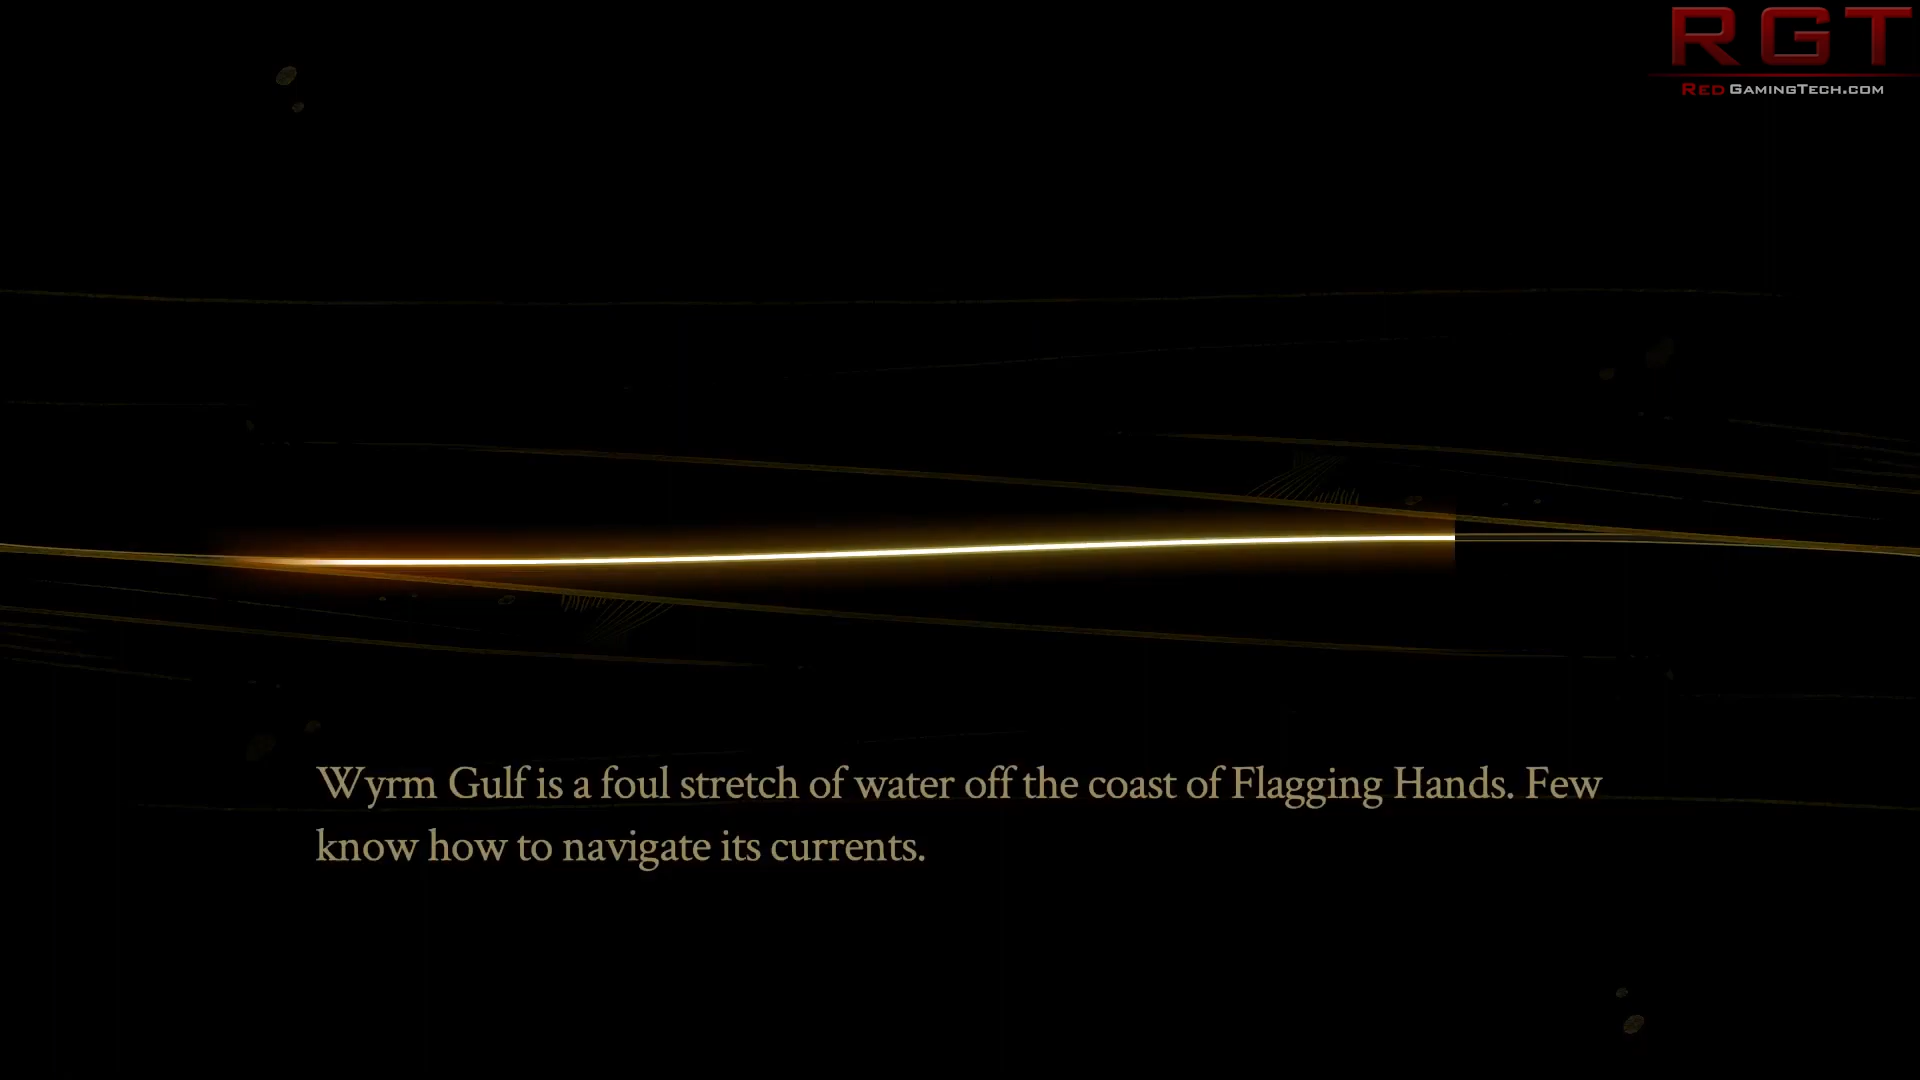 RGT
RED GAMINGTECH.COM
Wyrm Gulf is a foul stretch of water off the coast of Flagging Hands. Few
know how to navigate its currents.